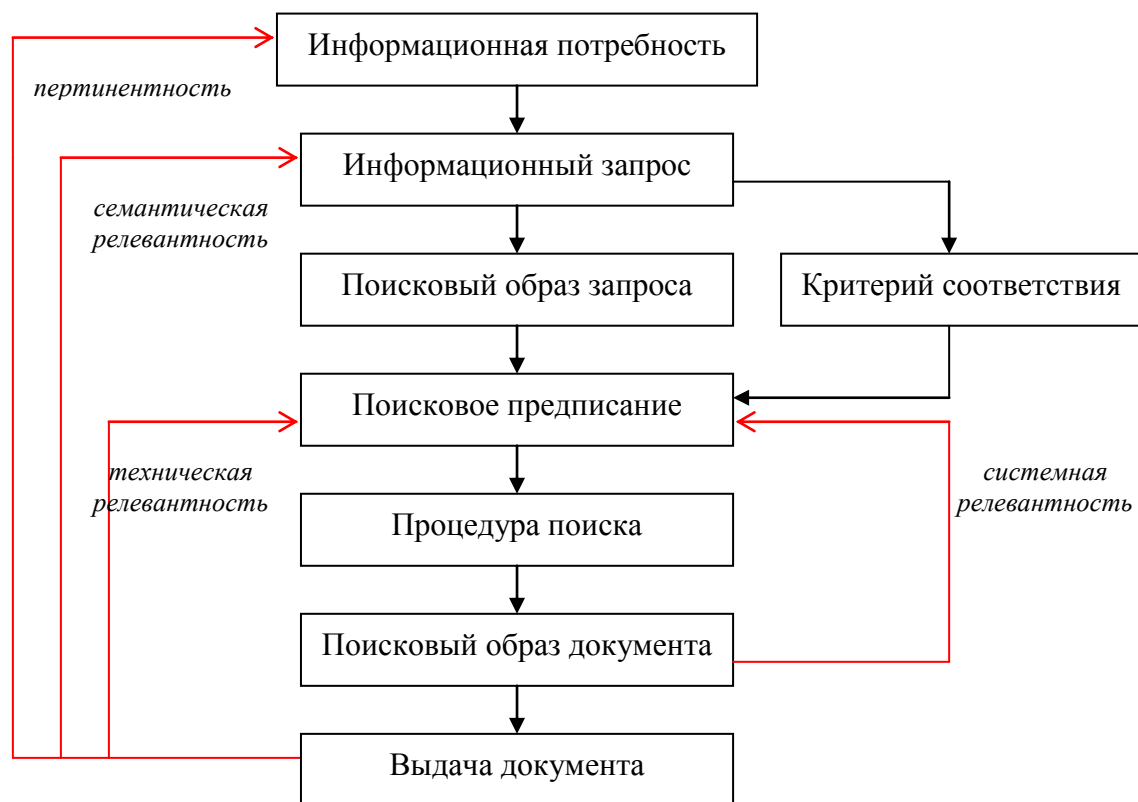 Информационная потребность
пертинентность
Информационный запрос
семантическая
релевантность
Поисковый образ запроса
Критерий соответствия
Поисковое предписание
техническая
релевантность
системная
релевантность
Процедура поиска
Поисковый образ документа
Выдача документа